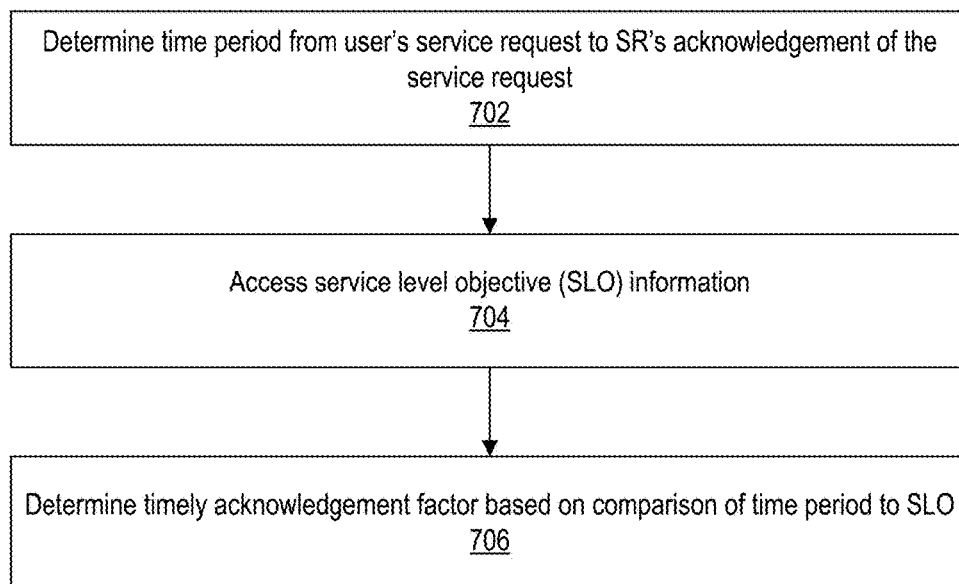 Determine time period from user's service request to SR's acknowledgement of the
service request
702
Access service level objective (SLO) information
704
Determine timely acknowledgement factor based on comparison of time period to SLO
706